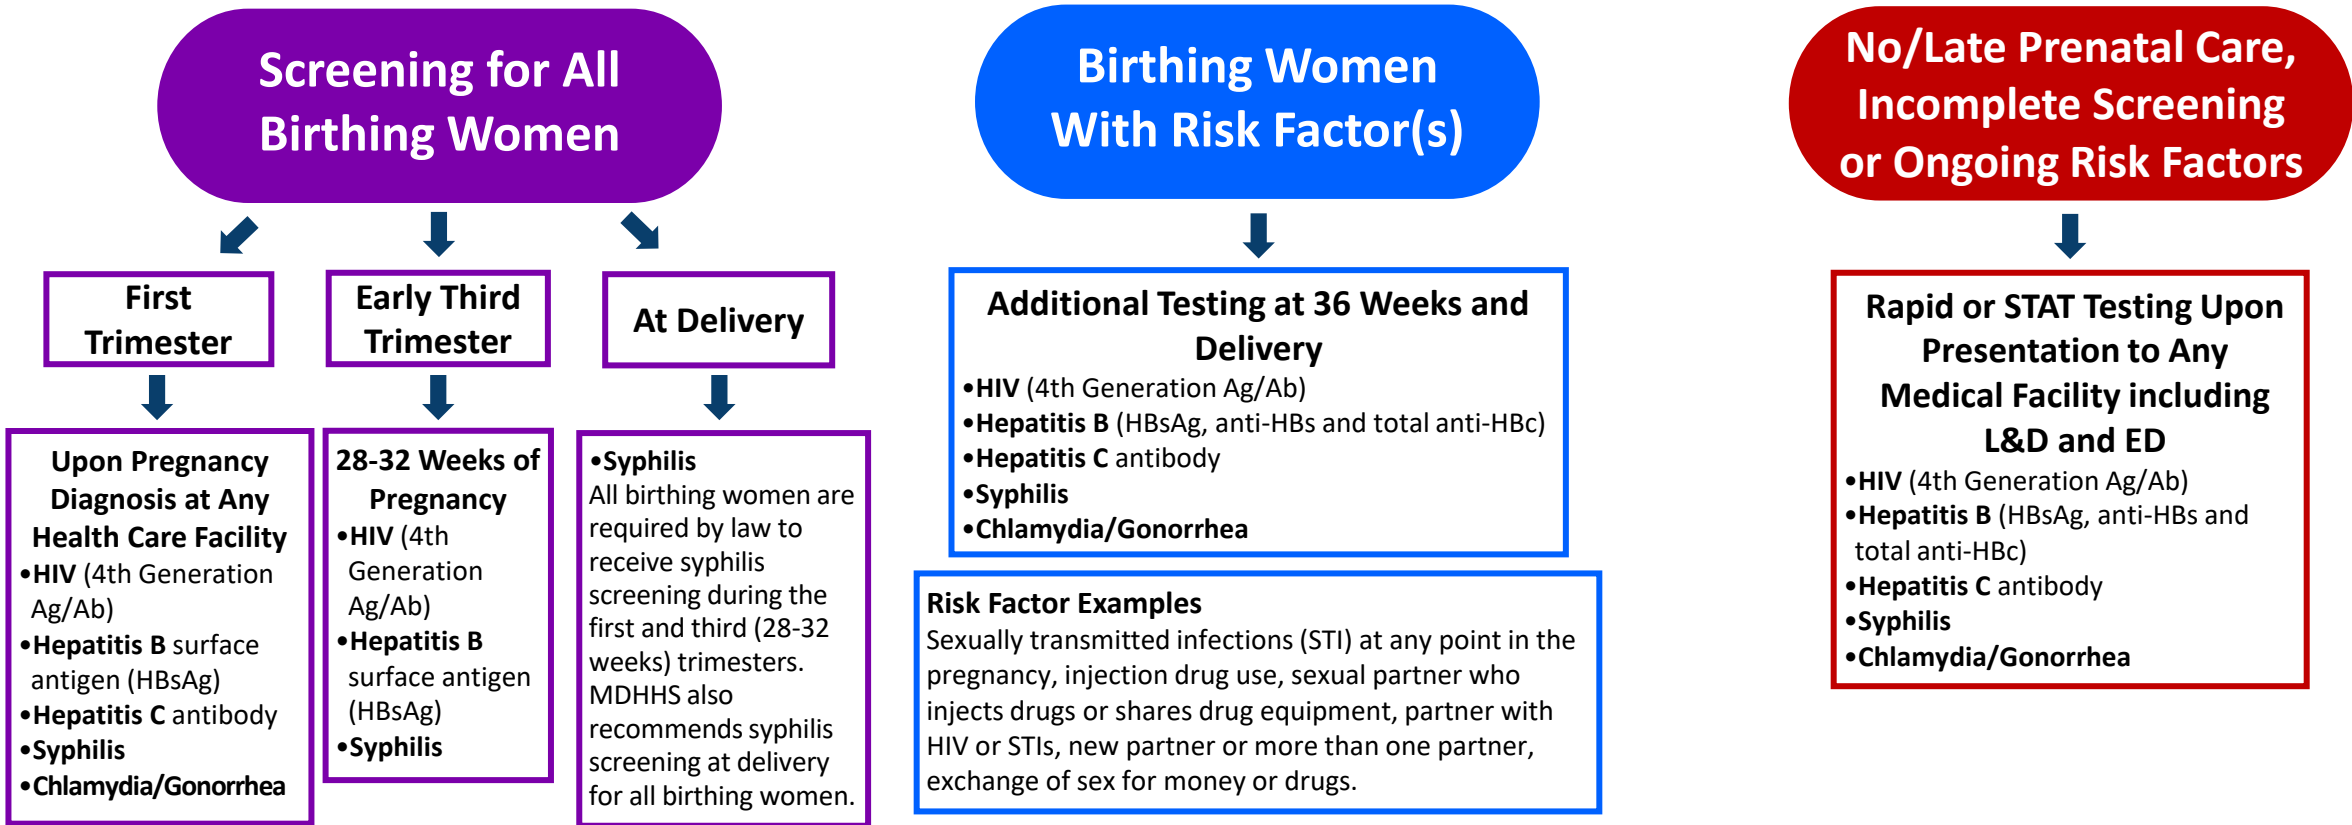 Screening for All
Birthing Women
First
Trimester
Early Third
Trimester
At Delivery
Upon Pregnancy
Diagnosis at Any
Health Care Facility
•HIV (4th Generation
Ag/Ab)
•Hepatitis B surface
antigen (HBsAg)
•Hepatitis C antibody
•Syphilis
•Chlamydia/Gonorrhea
28-32 Weeks of
Pregnancy
•HIV (4th
Generation
Ag/Ab)
•Hepatitis B
surface antigen
(HBsAg)
•Syphilis
•Syphilis
All birthing women are
required by law to
receive syphilis
screening during the
first and third (28-32
weeks) trimesters.
MDHHS also
recommends syphilis
screening at delivery
for all birthing women.
Birthing Women
With Risk Factor(s)
Additional Testing at 36 Weeks and
Delivery
•HIV (4th Generation Ag/Ab)
•Hepatitis B (HBsAg, anti-HBs and total anti-HBc)
•Hepatitis C antibody
•Syphilis
•Chlamydia/Gonorrhea
Risk Factor Examples
Sexually transmitted infections (STI) at any point in the
pregnancy, injection drug use, sexual partner who
injects drugs or shares drug equipment, partner with
HIV or STIs, new partner or more than one partner,
exchange of sex for money or drugs.
No/Late Prenatal Care,
Incomplete Screening
or Ongoing Risk Factors
Rapid or STAT Testing Upon
Presentation to Any
Medical Facility including
L&D and ED
•HIV (4th Generation Ag/Ab)
•Hepatitis B (HBsAg, anti-HBs and
total anti-HBc)
•Hepatitis C antibody
•Syphilis
•Chlamydia/Gonorrhea